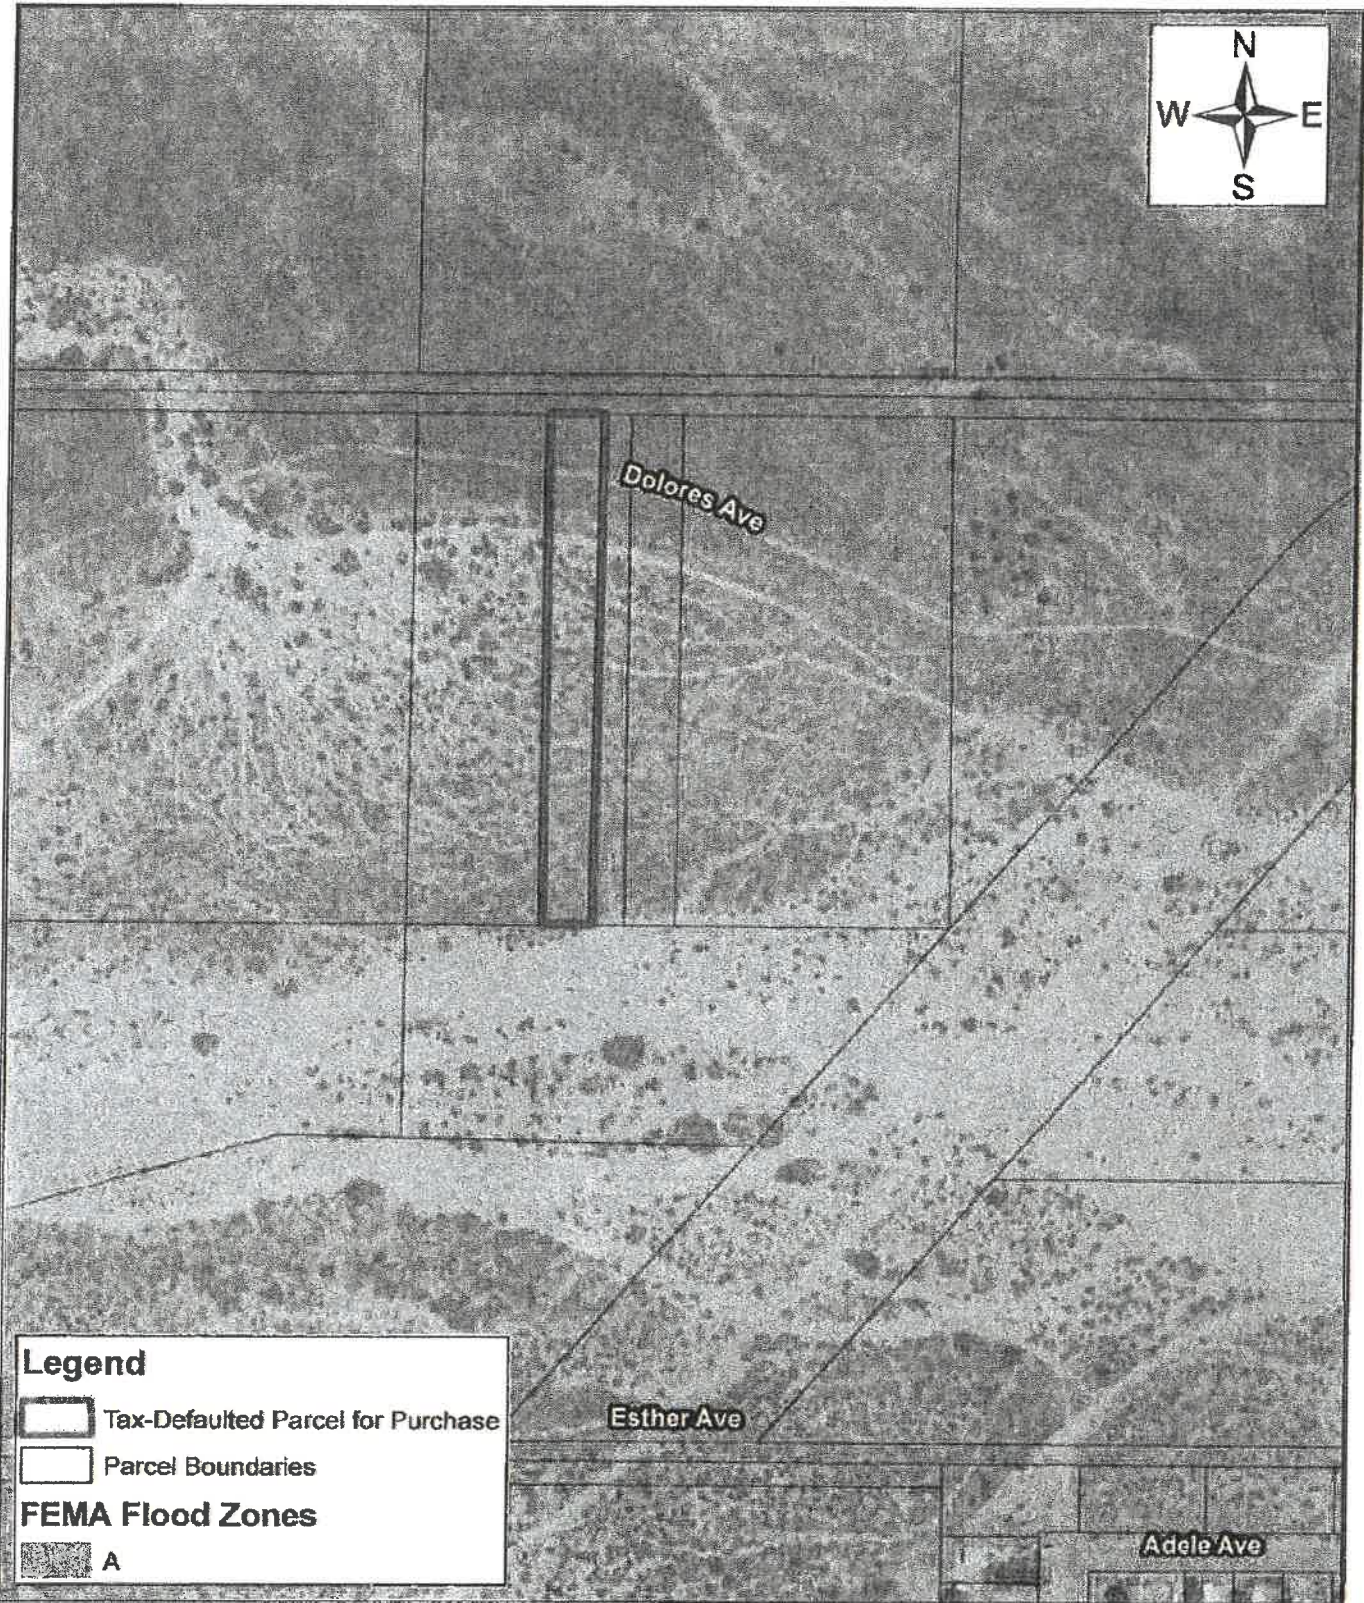 N
W E
S
Dolores Ave
Legend
Tax-Defaulted Parcel for Purchase
Parcel Boundaries
FEMA Flood Zones
A
Esther Ave
Adele Ave